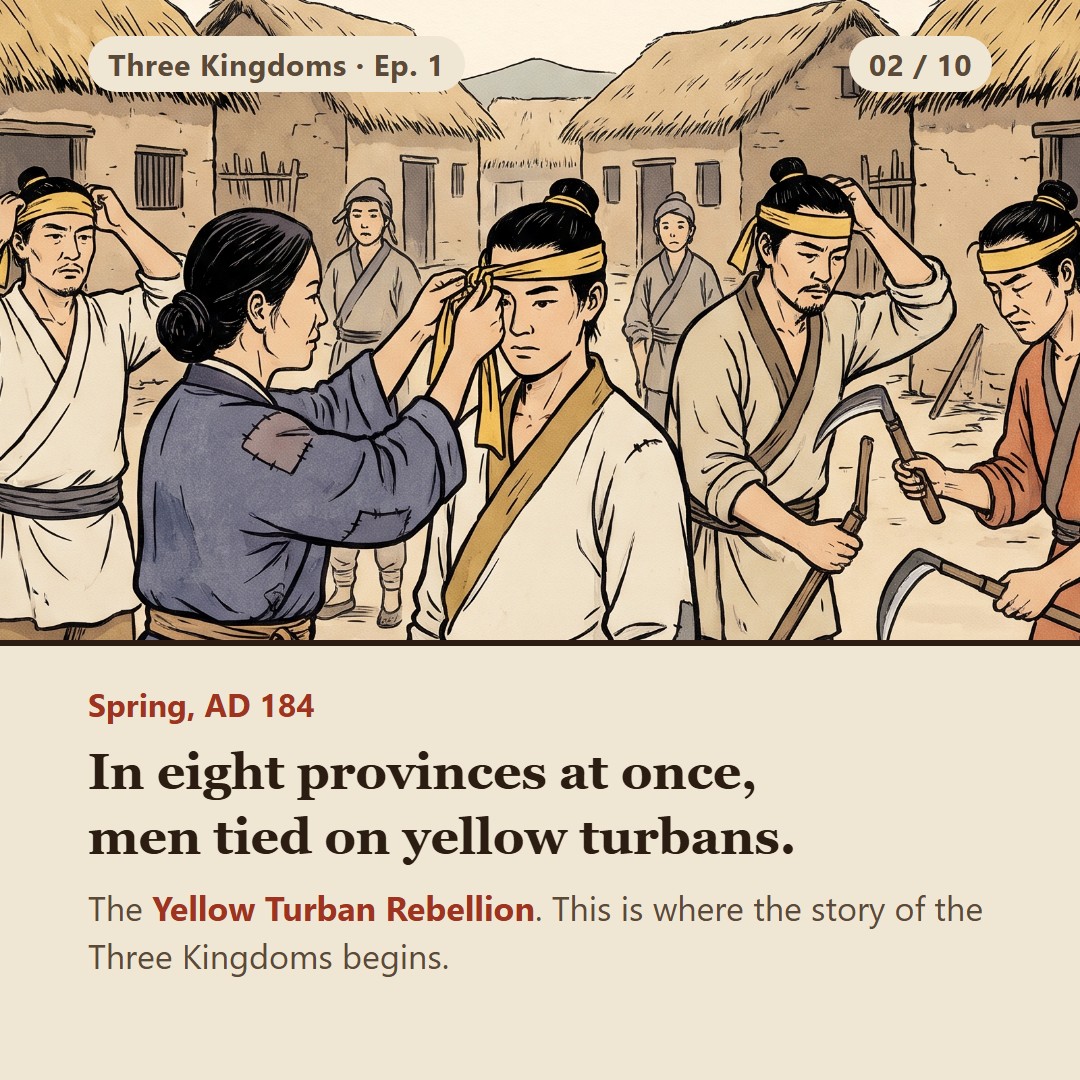 Three Kingdoms · Ep. 1
02 / 10
Spring, AD 184
In eight provinces at once,
men tied on yellow turbans.
The Yellow Turban Rebellion. This is where the story of the
Three Kingdoms begins.